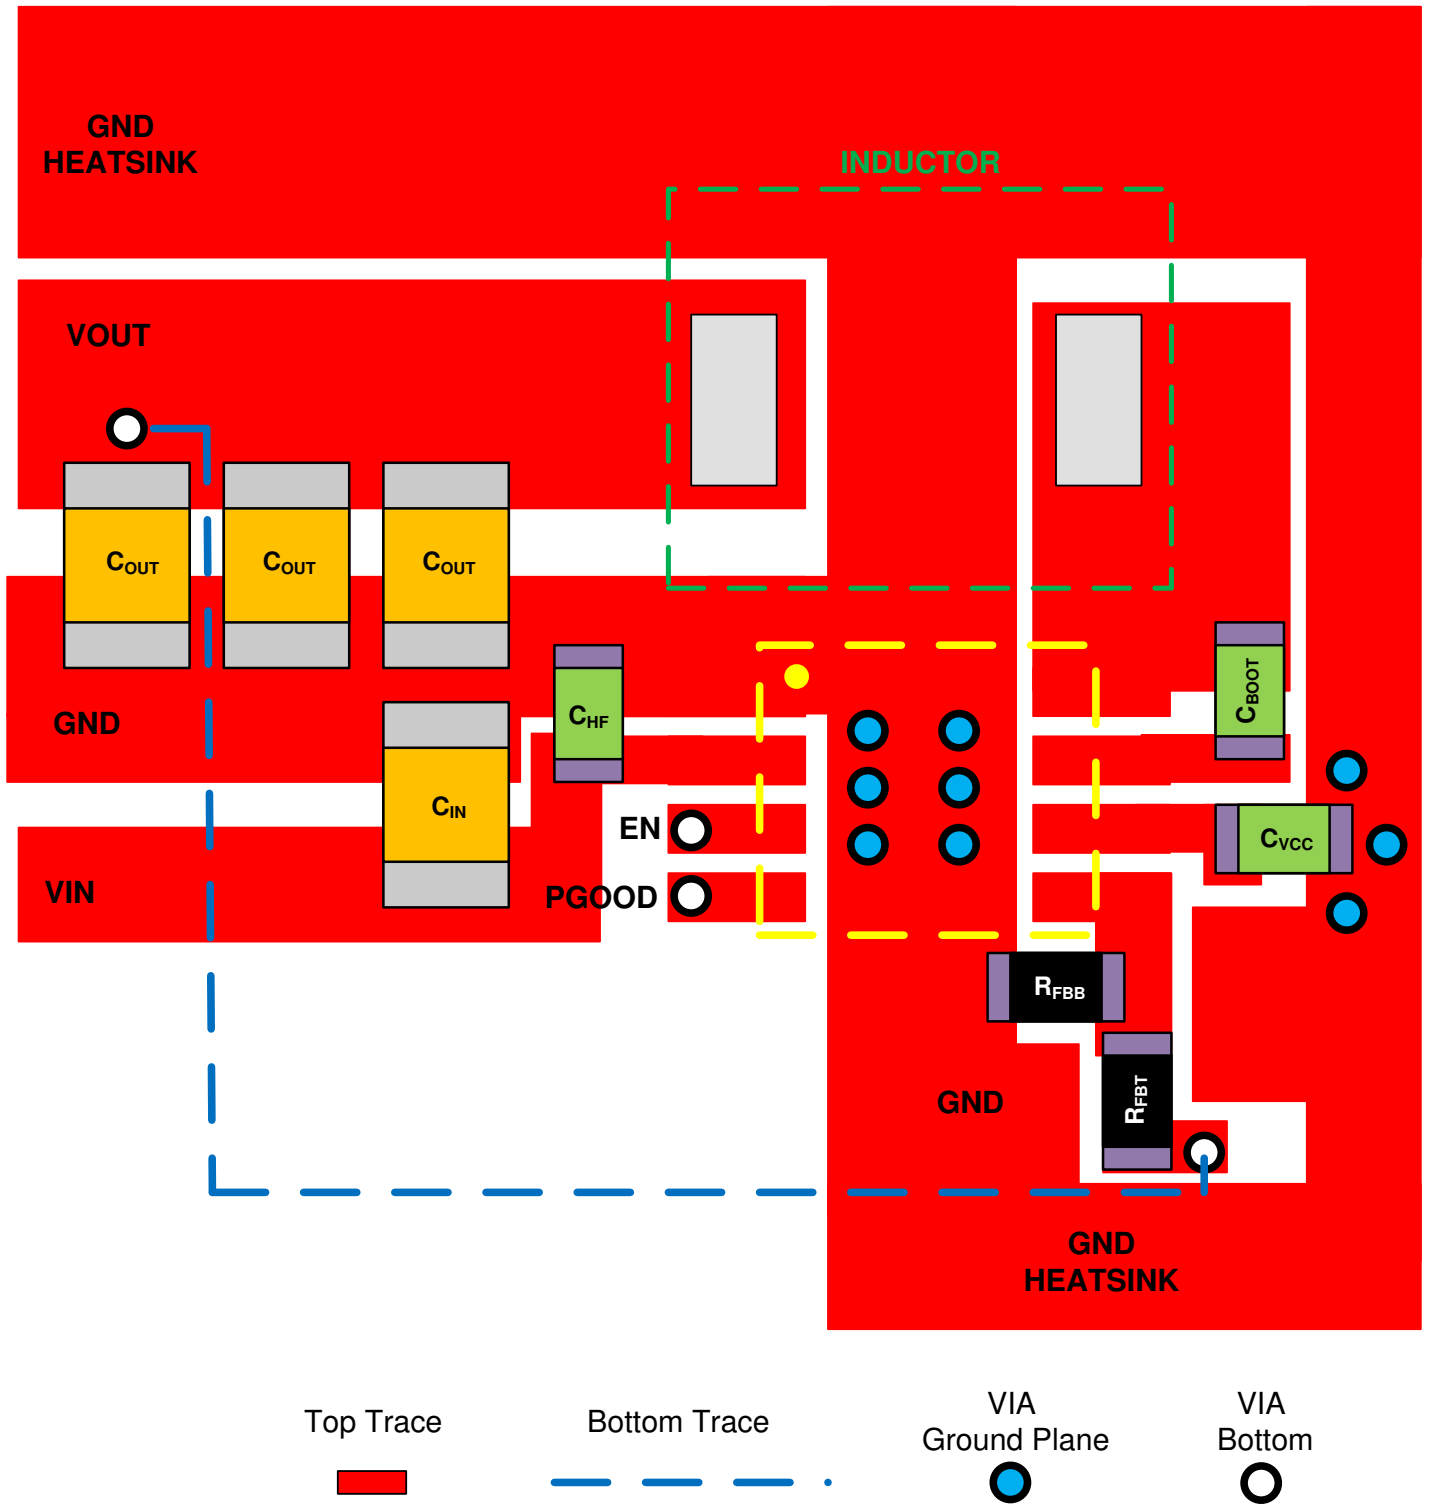 GND
HEATSINK
INDUCTOR
VOUT
COUT
COUT
COUT
GND
CHF
CBOOT
CIN
EN
CVCC
VIN
PGOOD
RFBB
GND
RFBT
GND
HEATSINK
Top Trace
Bottom Trace
VIA
Ground Plane
VIA
Bottom